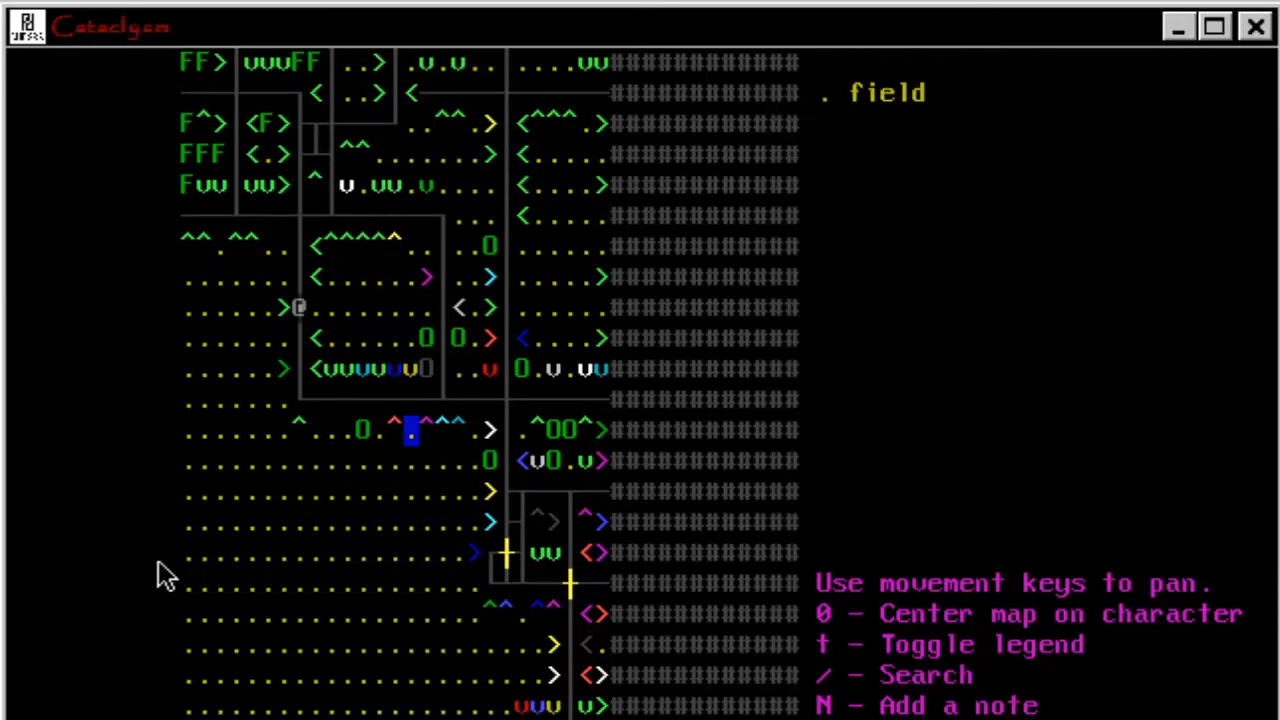 Cataclysm
. field
Use movement keys to pan.
0 - Center map on character
t - Toggle legend
/ - Search
N - Add a note